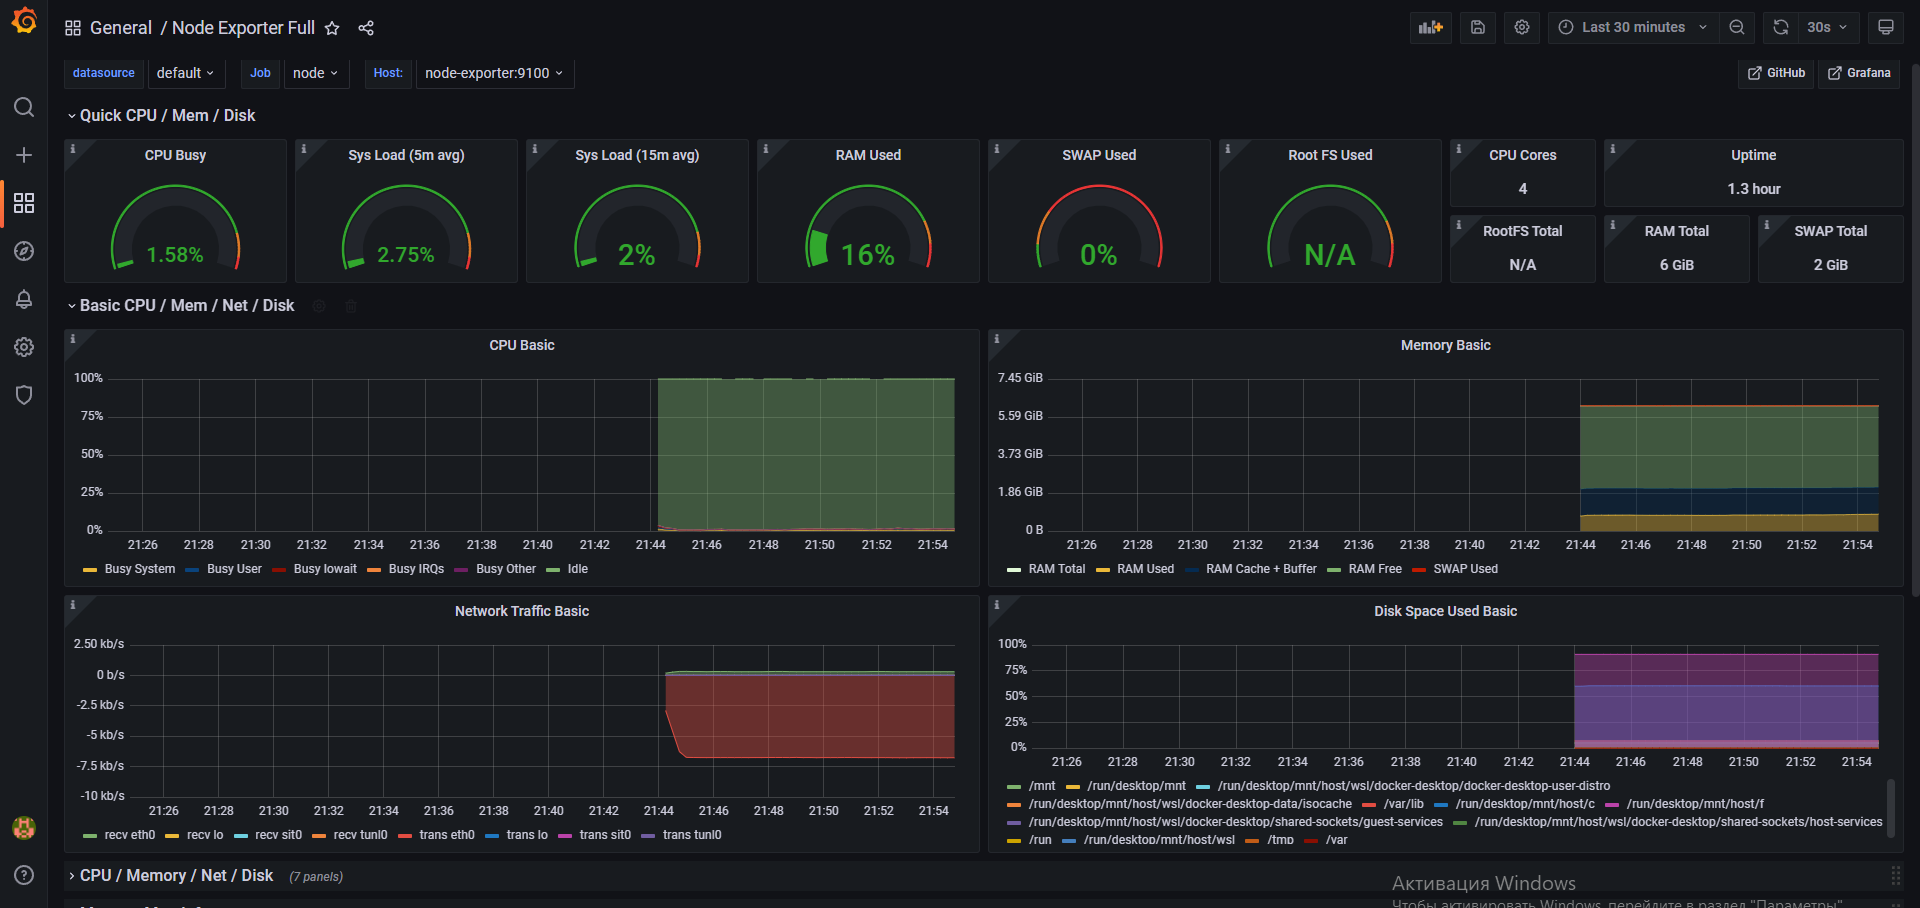 General / Node Exporter Full
Last 30 minutes
30s
datasource default Job node Host: node-exporter:9100
GitHub Grafana
Quick CPU / Mem / Disk
CPU Busy
1.58%
Sys Load (5m avg)
2.75%
Sys Load (15m avg)
2%
RAM Used
16%
SWAP Used
0%
Root FS Used
N/A
CPU Cores
4
Uptime
1.3 hour
RootFS Total
N/A
RAM Total
6 GiB
SWAP Total
2 GiB
Basic CPU / Mem / Net / Disk
CPU Basic
100%
75%
50%
25%
0%
21:26 21:28 21:30 21:32 21:34 21:36 21:38 21:40 21:42 21:44 21:46 21:48 21:50 21:52 21:54
Busy System Busy User Busy Iowait Busy IRQs Busy Other Idle
Memory Basic
7.45 GiB
5.59 GiB
3.73 GiB
1.86 GiB
0 B
21:26 21:28 21:30 21:32 21:34 21:36 21:38 21:40 21:42 21:44 21:46 21:48 21:50 21:52 21:54
RAM Total RAM Used RAM Cache + Buffer RAM Free SWAP Used
Network Traffic Basic
2.50 kb/s
0 b/s
-2.5 kb/s
-5 kb/s
-7.5 kb/s
-10 kb/s
21:26 21:28 21:30 21:32 21:34 21:36 21:38 21:40 21:42 21:44 21:46 21:48 21:50 21:52 21:54
recv eth0 recv lo recv sit0 recv tunl0 trans eth0 trans lo trans sit0 trans tunl0
Disk Space Used Basic
100%
75%
50%
25%
0%
21:26 21:28 21:30 21:32 21:34 21:36 21:38 21:40 21:42 21:44 21:46 21:48 21:50 21:52 21:54
/mnt /run/desktop/mnt /run/desktop/mnt/host/wsl/docker-desktop/docker-desktop-user-distro
/run/desktop/mnt/host/wsl/docker-desktop-data/isocache /var/lib /run/desktop/mnt/host/c /run/desktop/mnt/host/f
/run/desktop/mnt/host/wsl/docker-desktop/shared-sockets/guest-services /run/desktop/mnt/host/wsl/docker-desktop/shared-sockets/host-services
/run /run/desktop/mnt/host/wsl /tmp /var
CPU / Memory / Net / Disk (7 panels)
Активация Windows
Чтобы активировать Windows, перейдите в раздел "Параметры"